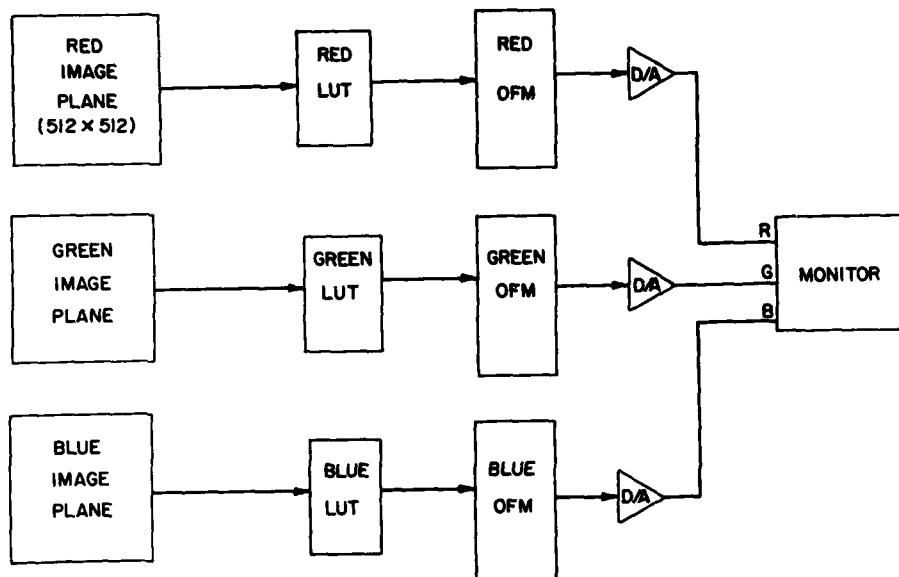 RED
IMAGE
PLANE
(512 × 512)
RED
LUT
RED
OFM
D/A
GREEN
IMAGE
PLANE
GREEN
LUT
GREEN
OFM
D/A
R
G
B
MONITOR
BLUE
IMAGE
PLANE
BLUE
LUT
BLUE
OFM
D/A